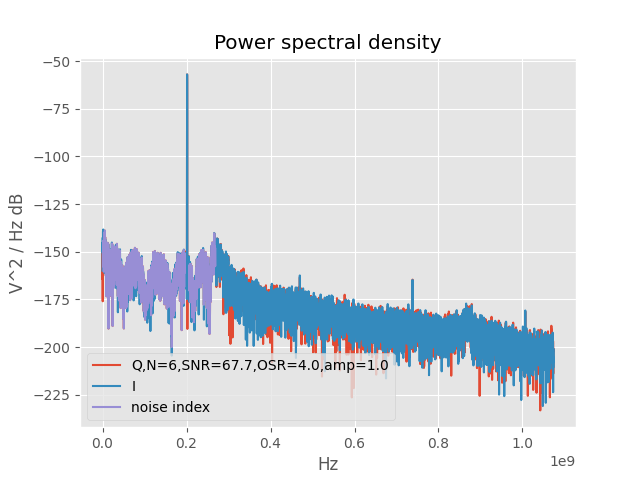 Power spectral density
V^2 / Hz dB
−50
−75
−100
−125
−150
−175
−200
−225
Q,N=6,SNR=67.7,OSR=4.0,amp=1.0
I
noise index
0.0 0.2 0.4 0.6 0.8 1.0
1e9
Hz